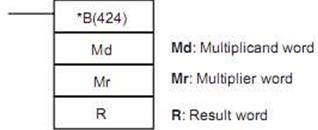 *B(424)
Md Md: Multiplicand word
Mr Mr: Multiplier word
R R: Result word